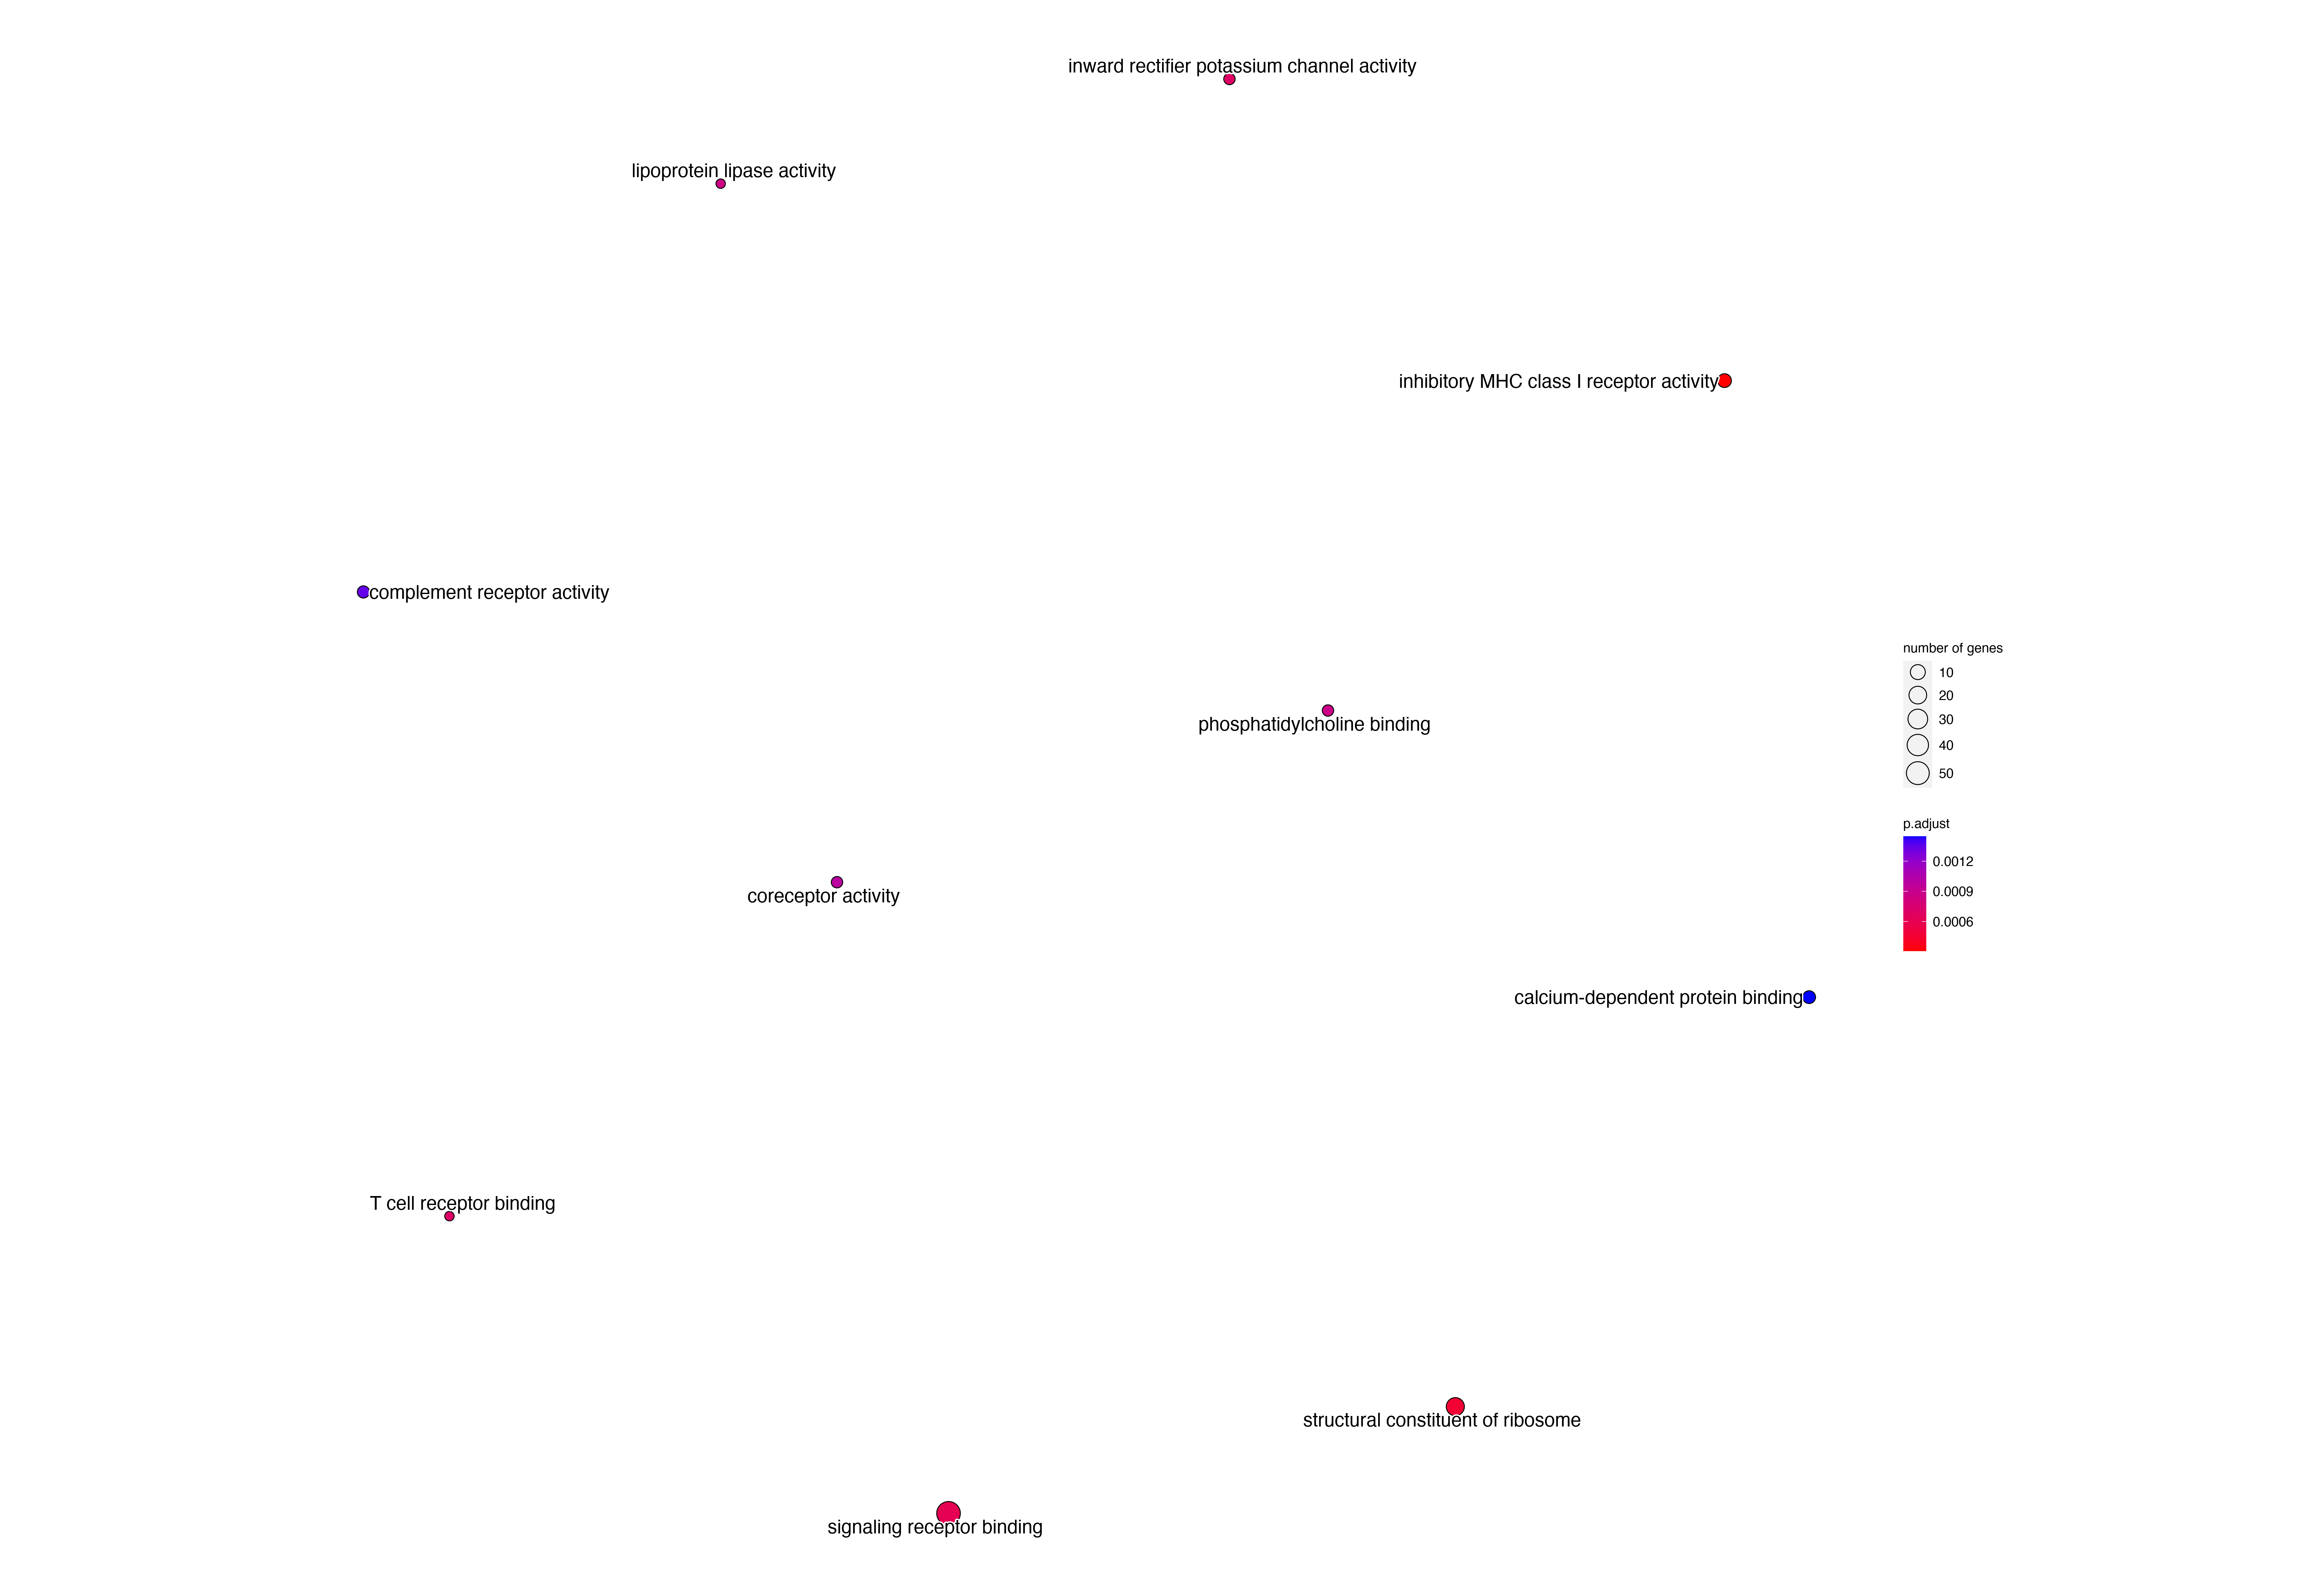 inward rectifier potassium channel activity
lipoprotein lipase activity
inhibitory MHC class I receptor activity
complement receptor activity
number of genes
10
20
30
40
50
phosphatidylcholine binding
p.adjust
0.0012
0.0009
0.0006
coreceptor activity
calcium-dependent protein binding
T cell receptor binding
structural constituent of ribosome
signaling receptor binding